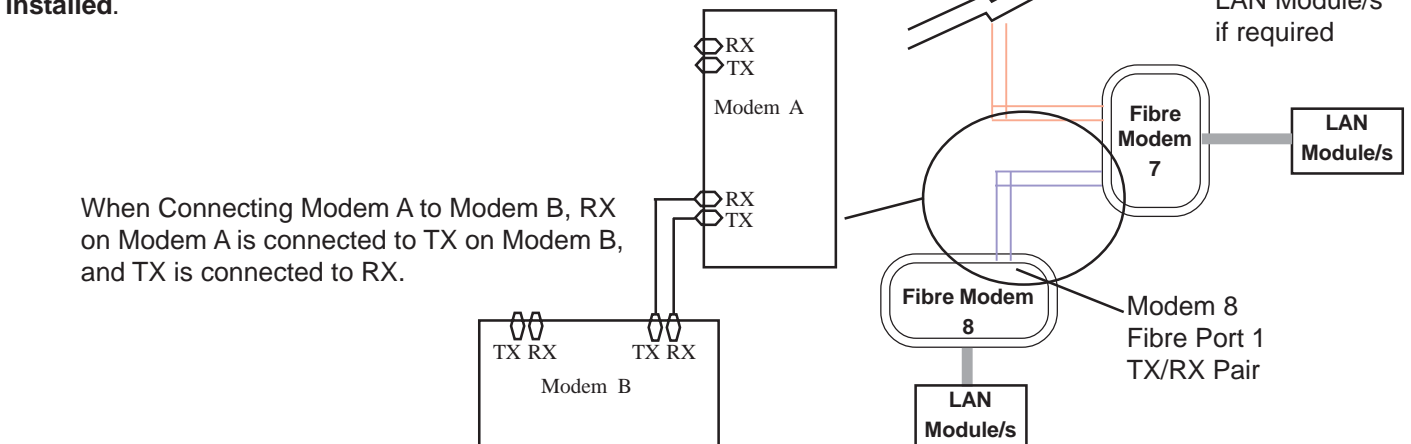 installed.
LAN Module/s
if required
RX
TX
Modem A
Fibre
Modem
7
LAN
Module/s
When Connecting Modem A to Modem B, RX
on Modem A is connected to TX on Modem B,
and TX is connected to RX.
RX
TX
Fibre Modem
8
Modem 8
Fibre Port 1
TX/RX Pair
TX RX
TX RX
Modem B
LAN
Module/s